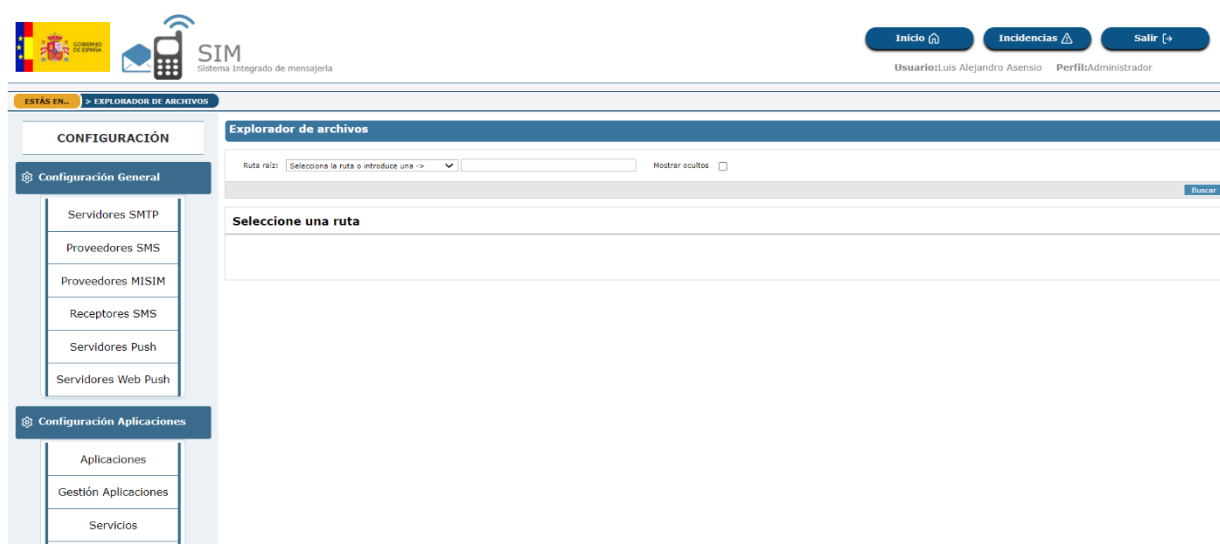 GOBIERNO
DE ESPAÑA
SIM
Sistema Integrado de mensajeria
Inicio
Incidencias
Salir
Usuario:Luis Alejandro Asensio Perfil:Administrador
ESTÁS EN.. > EXPLORADOR DE ARCHIVOS
CONFIGURACIÓN
Configuración General
Servidores SMTP
Proveedores SMS
Proveedores MISIM
Receptores SMS
Servidores Push
Servidores Web Push
Configuración Aplicaciones
Aplicaciones
Gestión Aplicaciones
Servicios
Explorador de archivos
Ruta raíz: Selecciona la ruta o introduce una -> Mostrar ocultos
Buscar
Seleccione una ruta